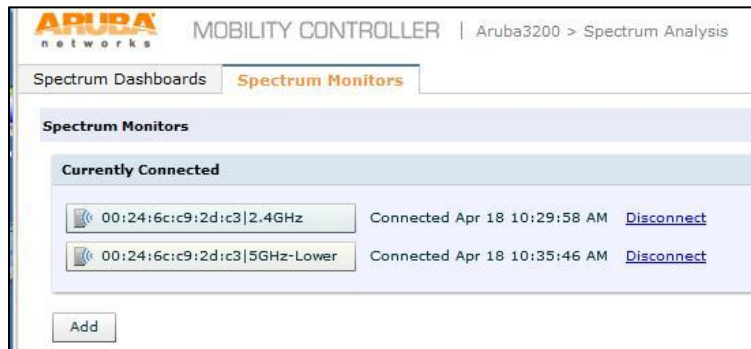 ARUBA networks
MOBILITY CONTROLLER | Aruba3200 > Spectrum Analysis
Spectrum Dashboards Spectrum Monitors
Spectrum Monitors
Currently Connected
00:24:6c:c9:2d:c3|2.4GHz Connected Apr 18 10:29:58 AM Disconnect
00:24:6c:c9:2d:c3|5GHz-Lower Connected Apr 18 10:35:46 AM Disconnect
Add